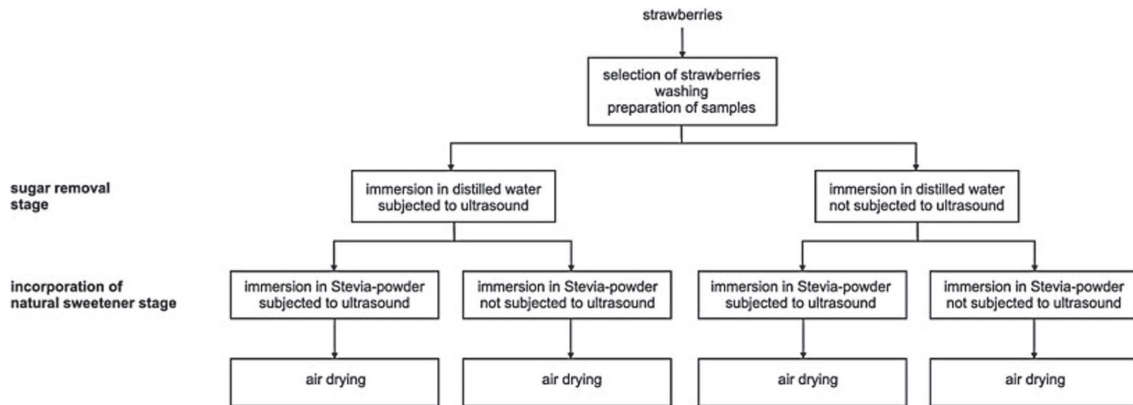 strawberries
selection of strawberries
washing
preparation of samples
sugar removal
stage
immersion in distilled water
subjected to ultrasound
immersion in distilled water
not subjected to ultrasound
incorporation of
natural sweetener stage
immersion in Stevia-powder
subjected to ultrasound
immersion in Stevia-powder
not subjected to ultrasound
immersion in Stevia-powder
subjected to ultrasound
immersion in Stevia-powder
not subjected to ultrasound
air drying
air drying
air drying
air drying